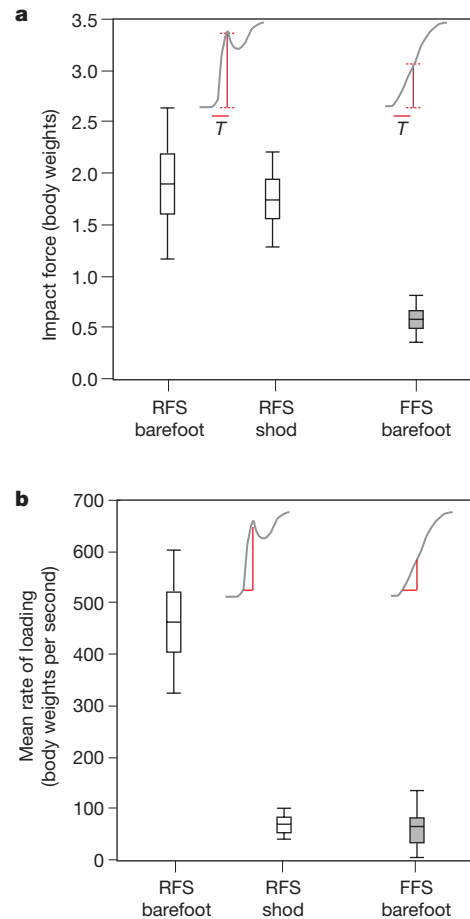 a
Impact force (body weights)
3.5
3.0
2.5
2.0
1.5
1.0
0.5
0.0
T
T
RFS
barefoot
RFS
shod
FFS
barefoot
b
Mean rate of loading
(body weights per second)
700
600
500
400
300
200
100
0
RFS
barefoot
RFS
shod
FFS
barefoot